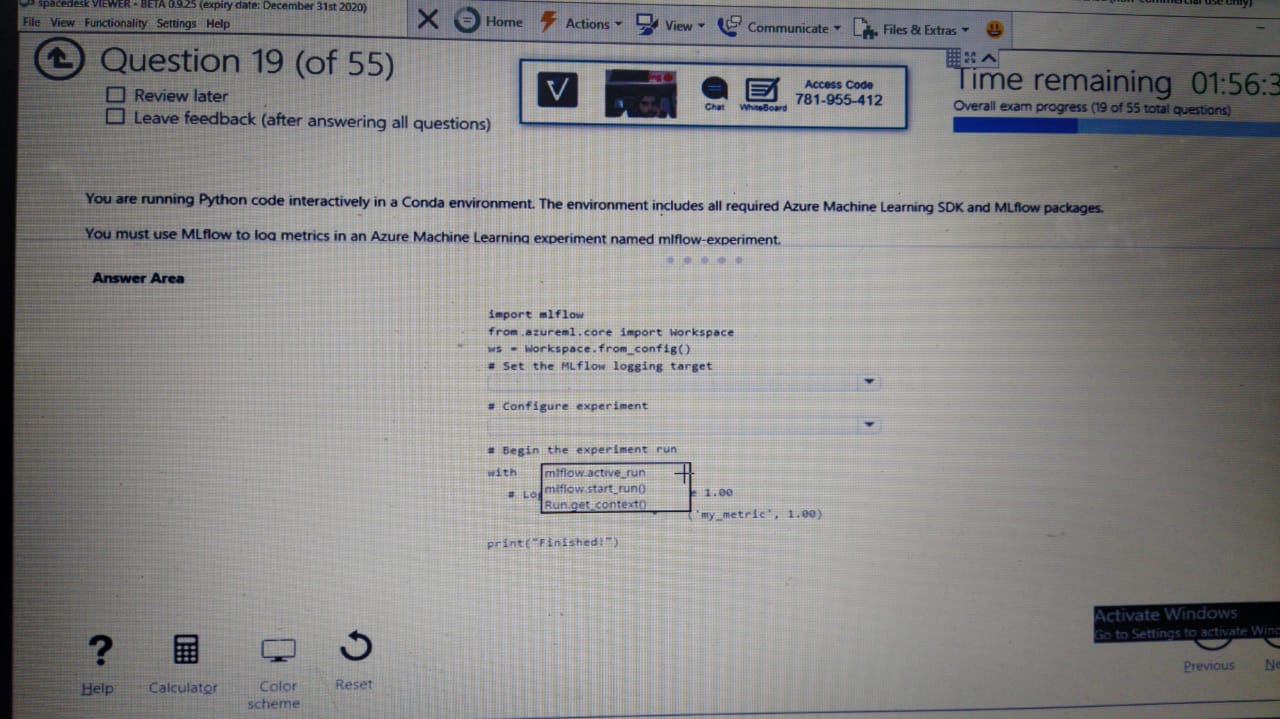 spacedesk VIEWER - BETA 0.9.25 (expiry date: December 31st 2020)
File View Functionality Settings Help
Home Actions View Communicate Files & Extras
Question 19 (of 55)
Review later
Leave feedback (after answering all questions)
V
Chat
WhiteBoard
Access Code
781-955-412
Time remaining 01:56:3
Overall exam progress (19 of 55 total questions)
You are running Python code interactively in a Conda environment. The environment includes all required Azure Machine Learning SDK and MLflow packages.
You must use MLflow to log metrics in an Azure Machine Learning experiment named mlflow-experiment.
Answer Area
import mlflow
from azureml.core import Workspace
ws = Workspace.from_config()
# Set the MLflow logging target
# Configure experiment
# Begin the experiment run
with mlflow.active_run
mlflow.start_run()
# Lo e 1.00
Run.get_context()
('my_metric', 1.00)
print("Finished!")
Activate Windows
Go to Settings to activate Wind
Help
Calculator
Color
scheme
Reset
Previous
Ne